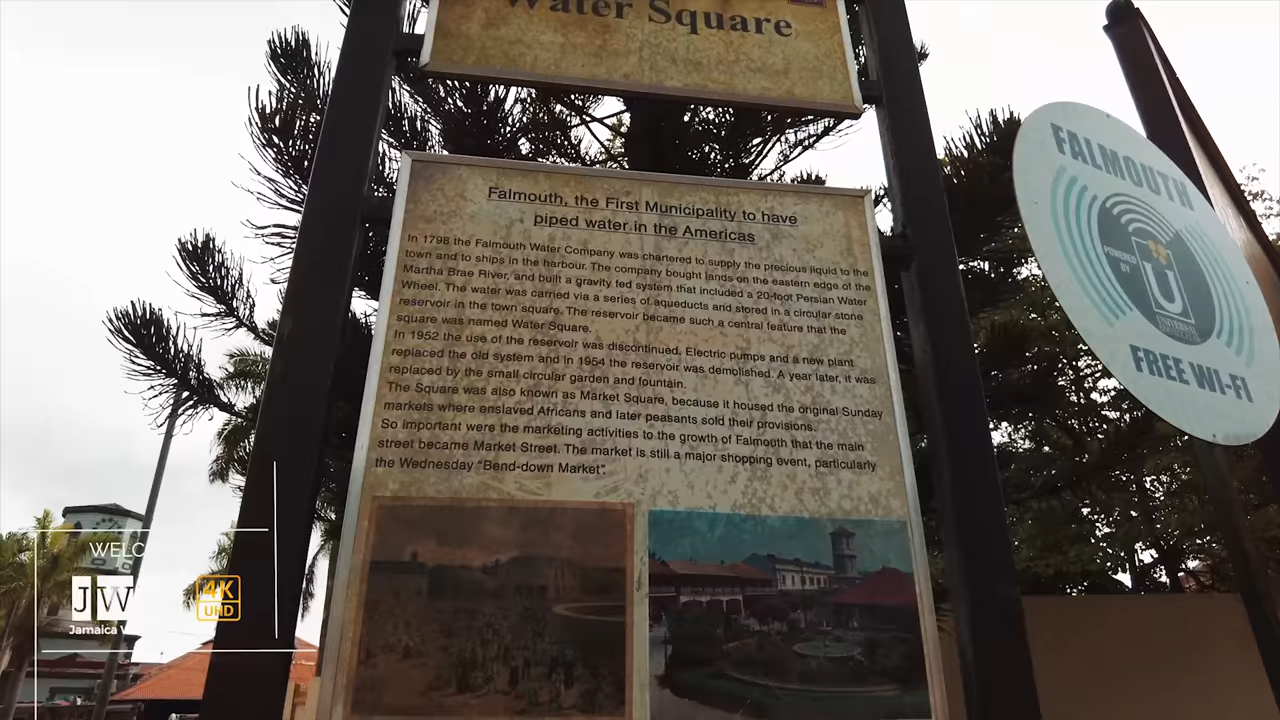 Water Square
Falmouth, the First Municipality to have
piped water in the Americas
In 1798 the Falmouth Water Company was chartered to supply the precious liquid to the
town and to ships in the harbour. The company bought lands on the eastern edge of the
Martha Brae River, and built a gravity fed system that included a 20-foot Persian Water
Wheel. The water was carried via a series of aqueducts and stored in a circular stone
reservoir in the town square. The reservoir became such a central feature that the
square was named Water Square.
In 1952 the use of the reservoir was discontinued. Electric pumps and a new plant
replaced the old system and in 1954 the reservoir was demolished. A year later, it was
replaced by the small circular garden and fountain.
The Square was also known as Market Square, because it housed the original Sunday
markets where enslaved Africans and later peasants sold their provisions.
So important were the marketing activities to the growth of Falmouth that the main
street became Market Street. The market is still a major shopping event, particularly
the Wednesday “Bend-down Market”.
FALMOUTH
POWERED
BY
U
UNIVERSAL
FREE WI-FI
WELC
JW
4K
UHD
Jamaica W